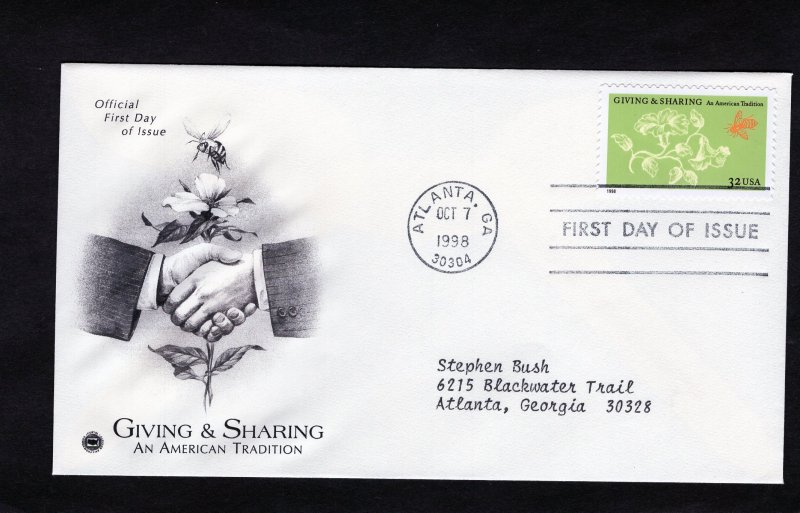 Official
First Day
of Issue
GIVING & SHARING An American Tradition
32 USA
1998
ATLANTA. GA
OCT 7
1998
30304
FIRST DAY OF ISSUE
Stephen Bush
6215 Blackwater Trail
Atlanta, Georgia 30328
GIVING & SHARING
AN AMERICAN TRADITION